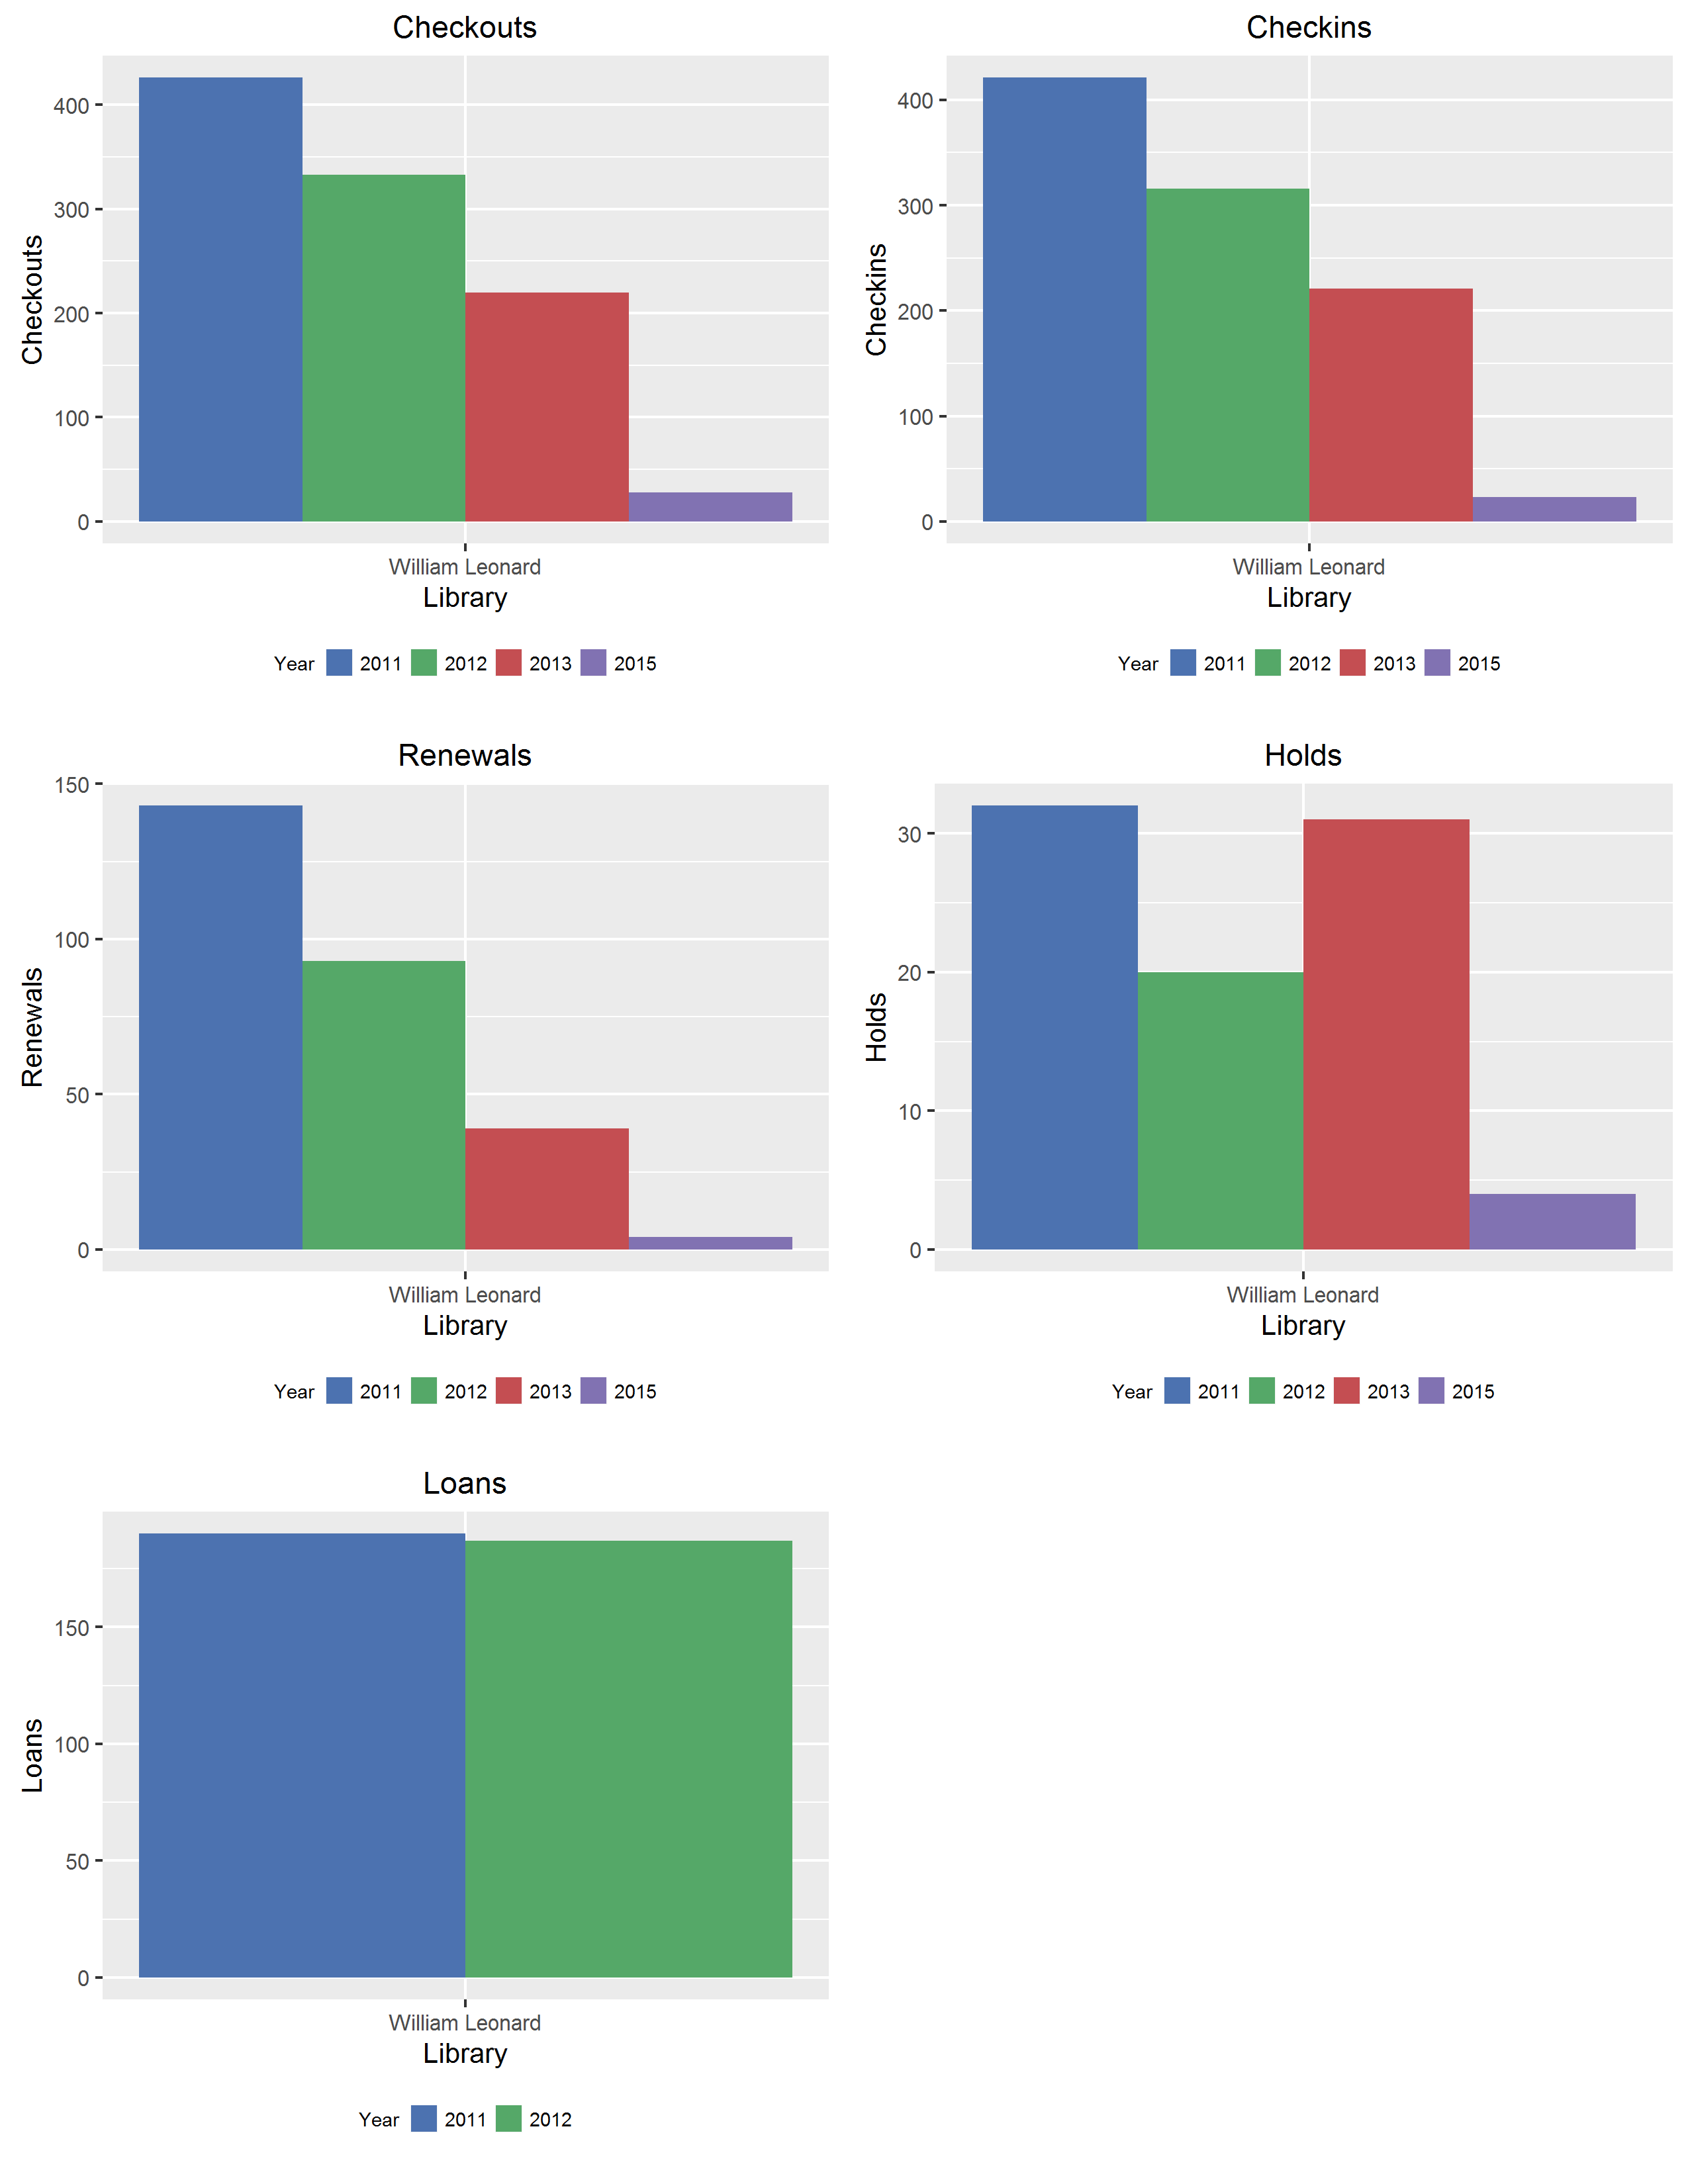 Checkouts
Checkouts
400
300
200
100
0
William Leonard
Library
Year 2011 2012 2013 2015
Checkins
Checkins
400
300
200
100
0
William Leonard
Library
Year 2011 2012 2013 2015
Renewals
Renewals
150
100
50
0
William Leonard
Library
Year 2011 2012 2013 2015
Holds
Holds
30
20
10
0
William Leonard
Library
Year 2011 2012 2013 2015
Loans
Loans
150
100
50
0
William Leonard
Library
Year 2011 2012